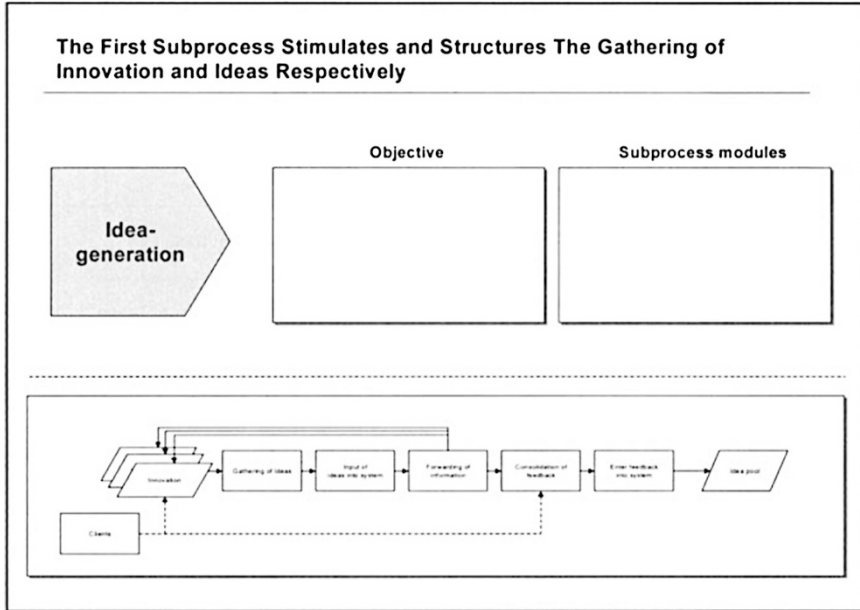 The First Subprocess Stimulates and Structures The Gathering of
Innovation and Ideas Respectively
Objective
Subprocess modules
Idea-
generation
Innovation
Gathering of Ideas
Input of
ideas into system
Forwarding of
information
Consolidation of
feedback
Enter feedback
into system
Idea pool
Clients